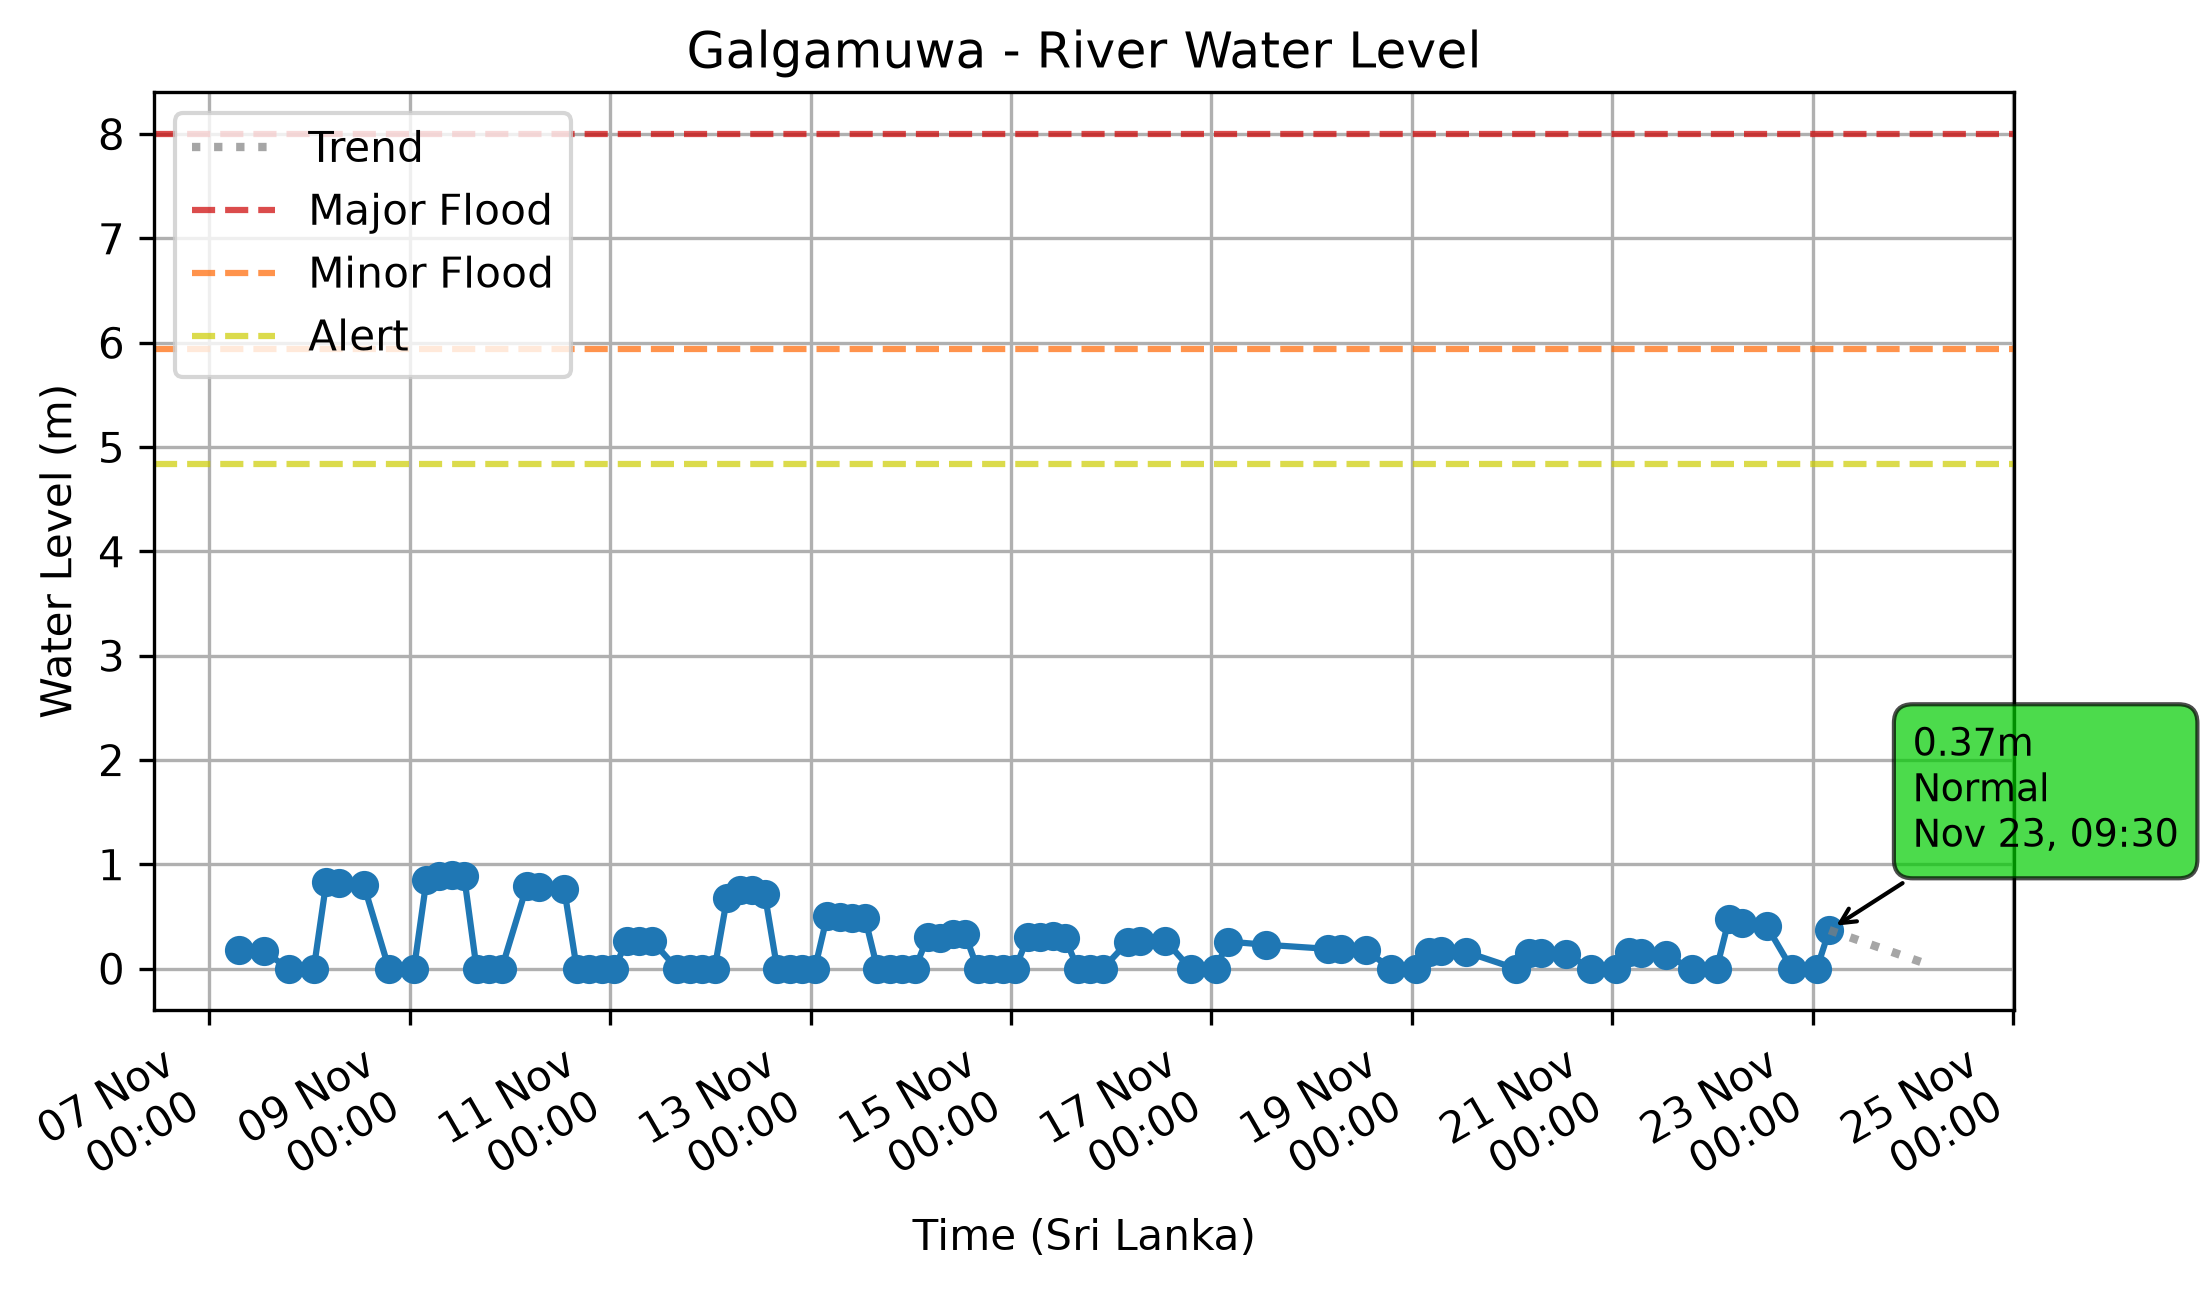 Galgamuwa - River Water Level
8
7
6
5
4
3
2
1
0
Water Level (m)
Trend
Major Flood
Minor Flood
Alert
0.37m
Normal
Nov 23, 09:30
07 Nov
00:00
09 Nov
00:00
11 Nov
00:00
13 Nov
00:00
15 Nov
00:00
17 Nov
00:00
19 Nov
00:00
21 Nov
00:00
23 Nov
00:00
25 Nov
00:00
Time (Sri Lanka)